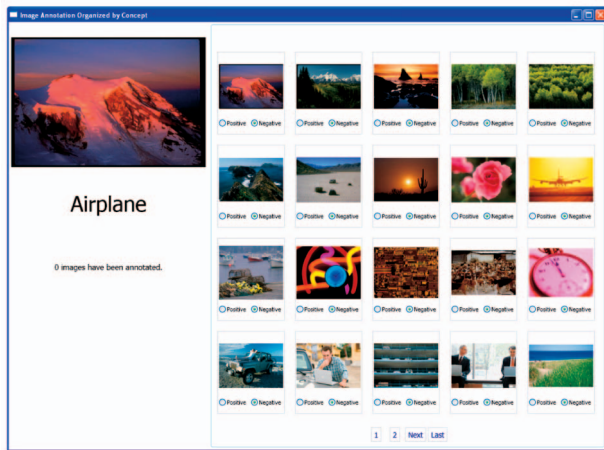 Image Annotation Organized by Concept
Airplane
0 images have been annotated.
Positive Negative Positive Negative Positive Negative Positive Negative Positive Negative
Positive Negative Positive Negative Positive Negative Positive Negative Positive Negative
Positive Negative Positive Negative Positive Negative Positive Negative Positive Negative
Positive Negative Positive Negative Positive Negative Positive Negative Positive Negative
1 2 Next Last